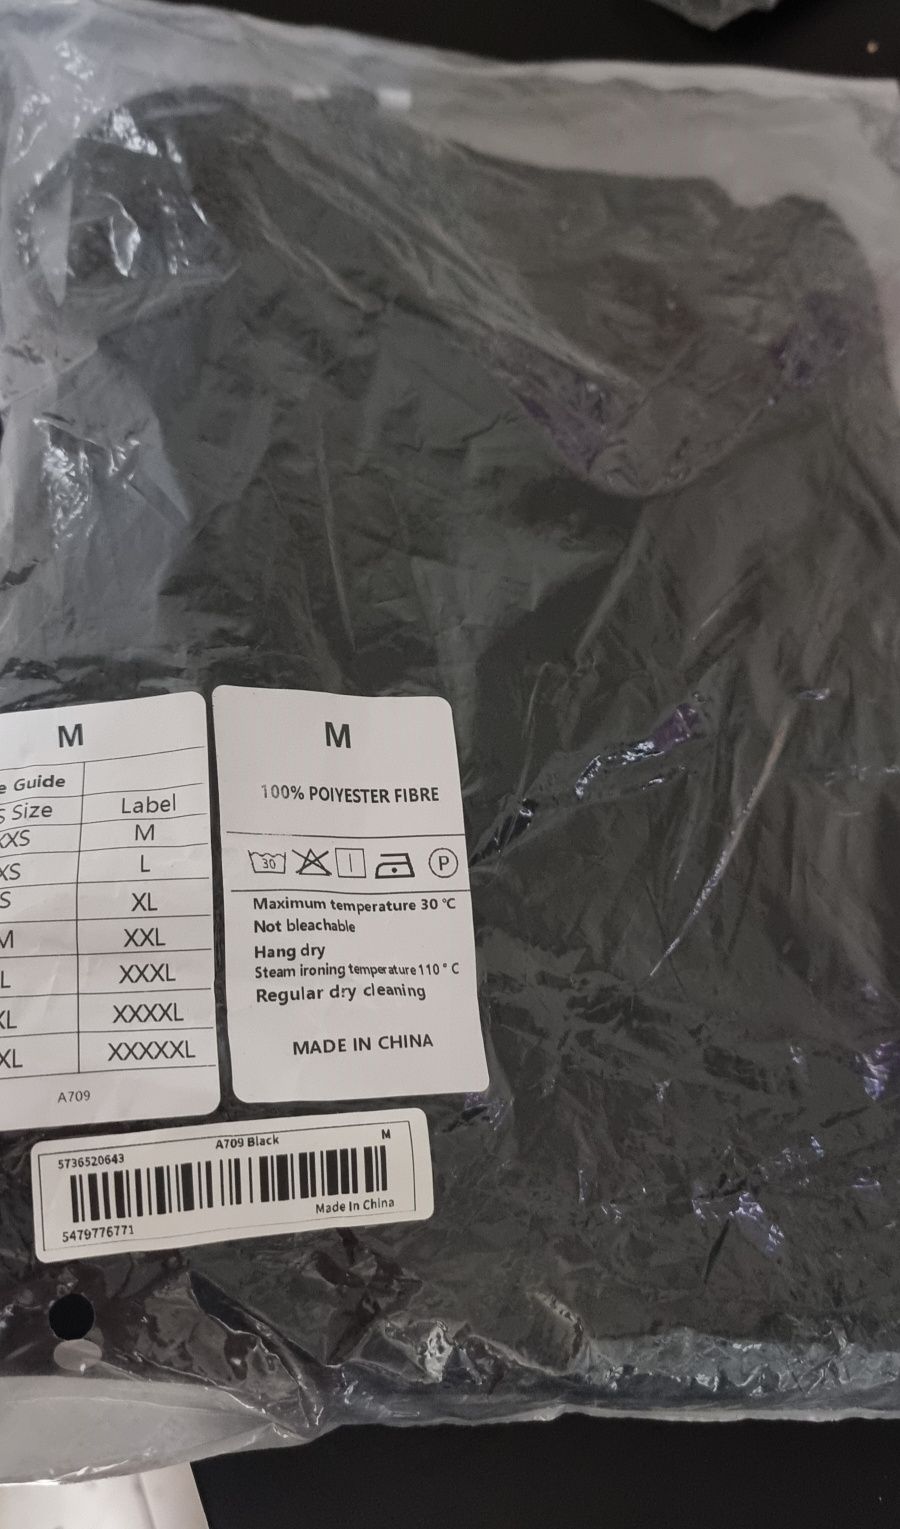 M
e Guide
S Size Label
XXS M
XS L
S XL
M XXL
L XXXL
XL XXXXL
XL XXXXXL
A709
M
100% POIYESTER FIBRE
30
P
Maximum temperature 30 °C
Not bleachable
Hang dry
Steam ironing temperature 110 ° C
Regular dry cleaning
MADE IN CHINA
A709 Black M
5736520643
Made In China
5479776771